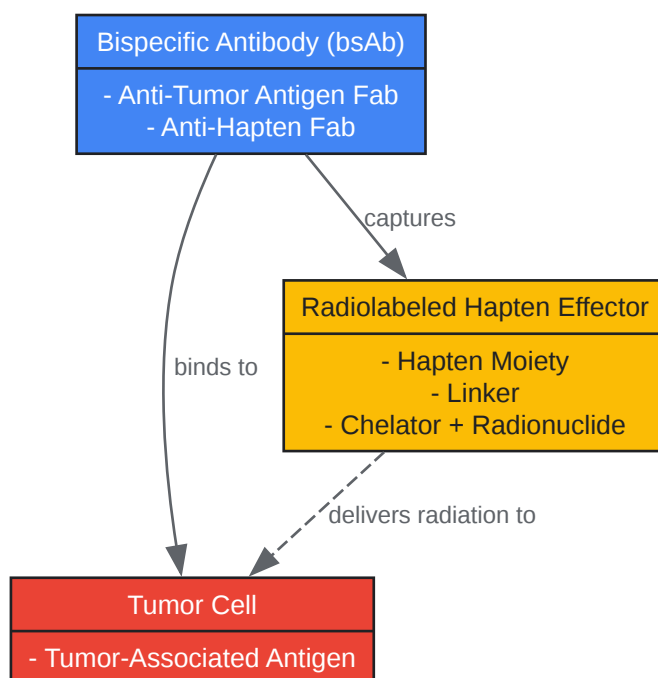 Bispecific Antibody (bsAb)
- Anti-Tumor Antigen Fab
- Anti-Hapten Fab
captures
Radiolabeled Hapten Effector
- Hapten Moiety
- Linker
- Chelator + Radionuclide
binds to
delivers radiation to
Tumor Cell
- Tumor-Associated Antigen